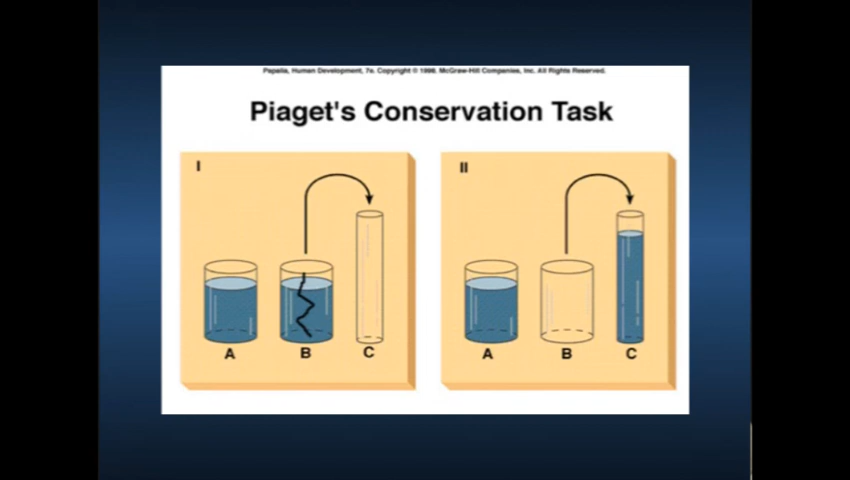 Papalia, Human Development, 7e. Copyright © 1998. McGraw-Hill Companies, Inc. All Rights Reserved.
Piaget's Conservation Task
I
II
A
B
C
A
B
C